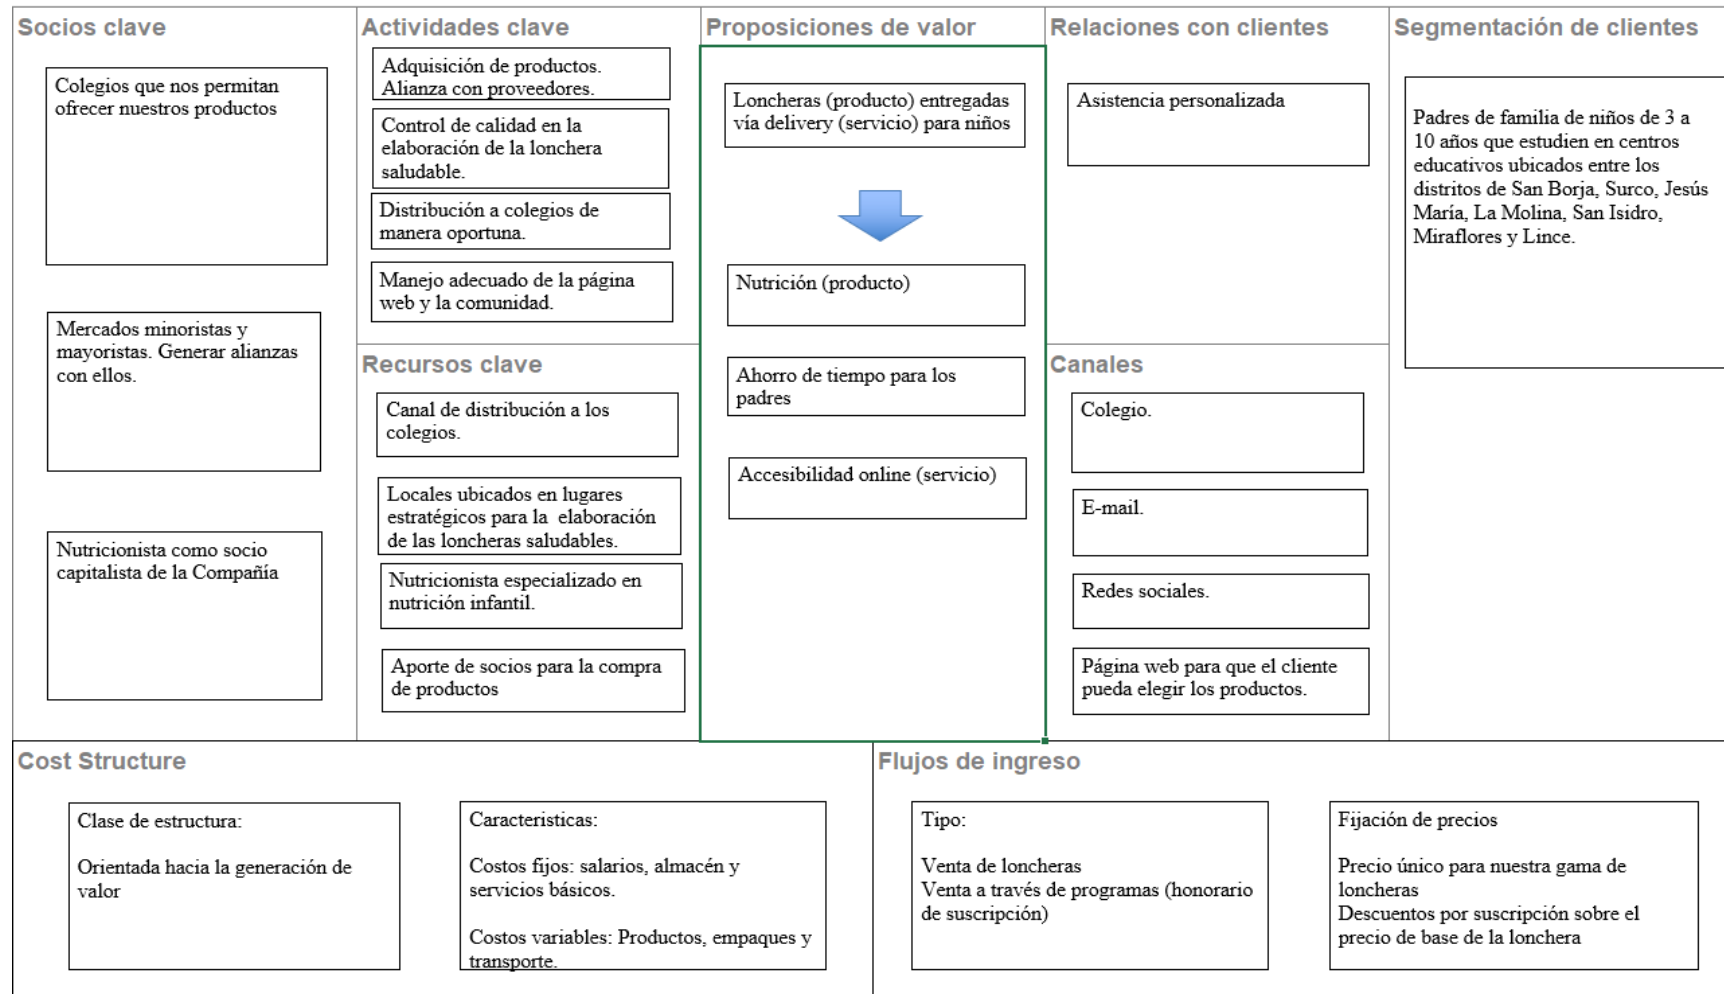 Socios clave
Colegios que nos permitan
ofrecer nuestros productos
Mercados minoristas y
mayoristas. Generar alianzas
con ellos.
Nutricionista como socio
capitalista de la Compañía
Actividades clave
Adquisición de productos.
Alianza con proveedores.
Control de calidad en la
elaboración de la lonchera
saludable.
Distribución a colegios de
manera oportuna.
Manejo adecuado de la página
web y la comunidad.
Recursos clave
Canal de distribución a los
colegios.
Locales ubicados en lugares
estratégicos para la elaboración
de las loncheras saludables.
Nutricionista especializado en
nutrición infantil.
Aporte de socios para la compra
de productos
Proposiciones de valor
Loncheras (producto) entregadas
vía delivery (servicio) para niños
Nutrición (producto)
Ahorro de tiempo para los
padres
Accesibilidad online (servicio)
Relaciones con clientes
Asistencia personalizada
Canales
Colegio.
E-mail.
Redes sociales.
Página web para que el cliente
pueda elegir los productos.
Segmentación de clientes
Padres de familia de niños de 3 a
10 años que estudien en centros
educativos ubicados entre los
distritos de San Borja, Surco, Jesús
María, La Molina, San Isidro,
Miraflores y Lince.
Cost Structure
Clase de estructura:
Orientada hacia la generación de
valor
Caracteristicas:
Costos fijos: salarios, almacén y
servicios básicos.
Costos variables: Productos, empaques y
transporte.
Flujos de ingreso
Tipo:
Venta de loncheras
Venta a través de programas (honorario
de suscripción)
Fijación de precios
Precio único para nuestra gama de
loncheras
Descuentos por suscripción sobre el
precio de base de la lonchera